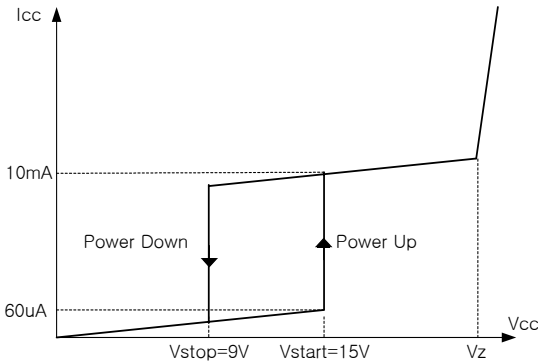 Icc
10mA
Power Down
Power Up
60uA
Vcc
Vstop=9V
Vstart=15V
Vz